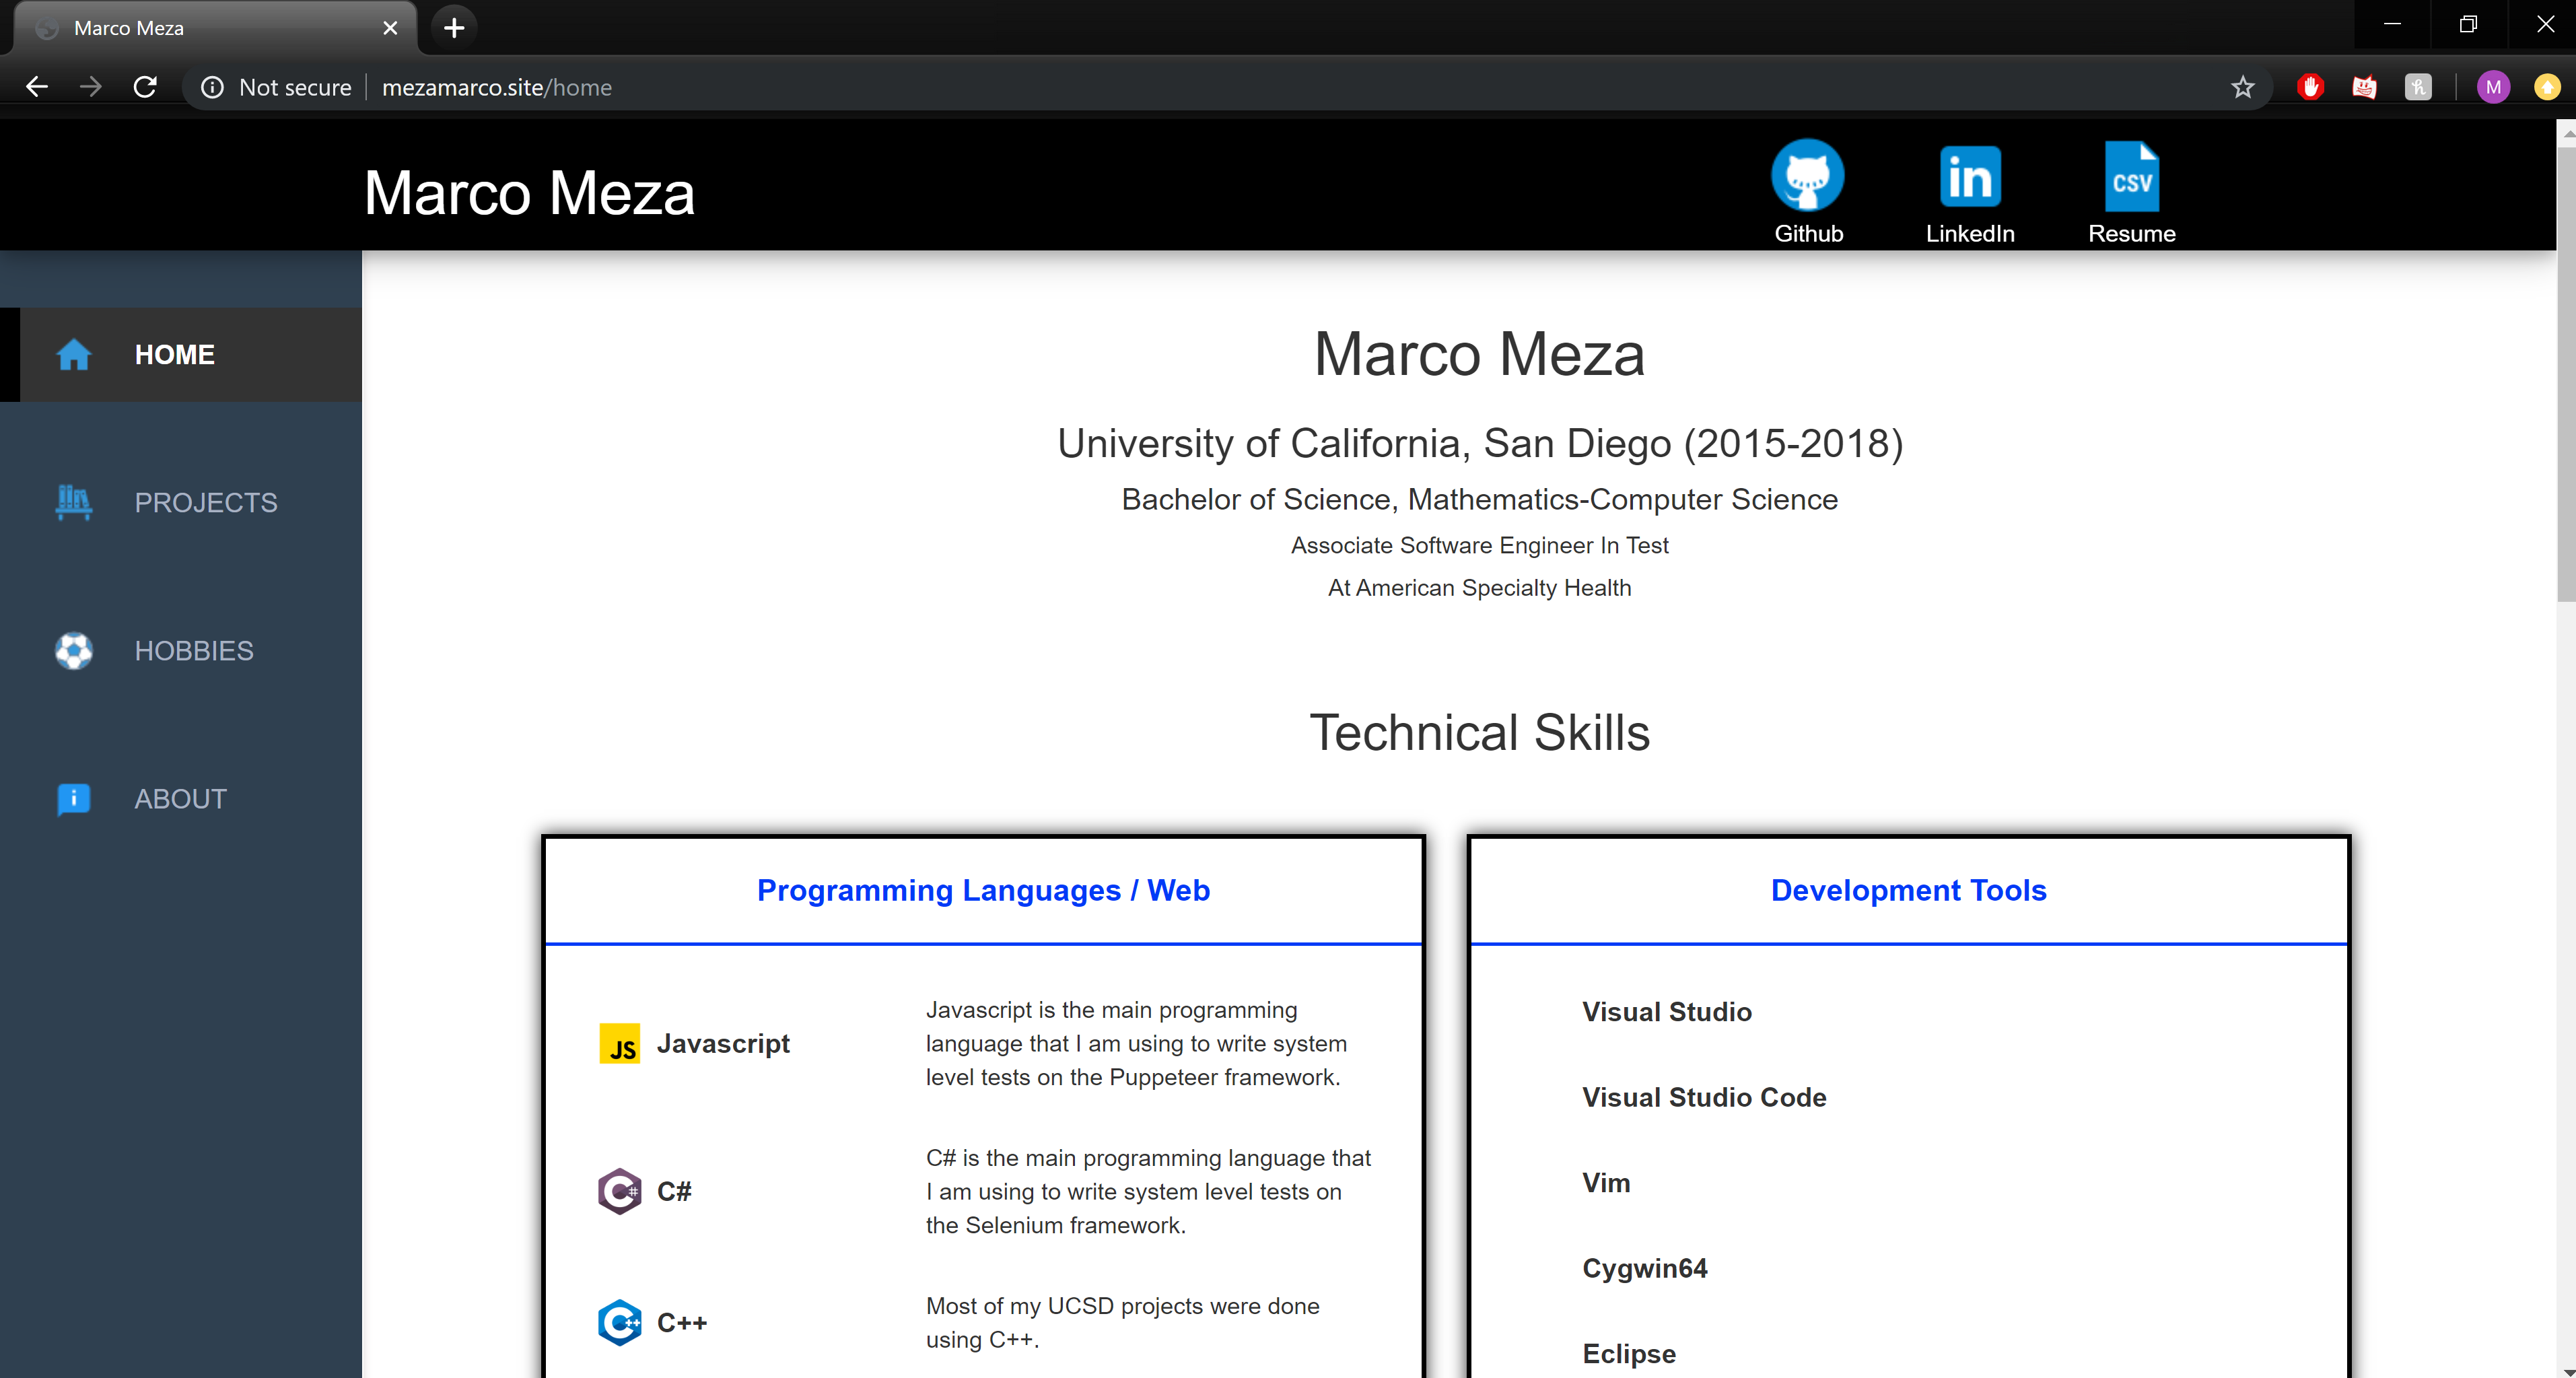 Marco Meza
Not secure
mezamarco.site/home
M
Marco Meza
Github
LinkedIn
CSV
Resume
HOME
PROJECTS
HOBBIES
ABOUT
Marco Meza
University of California, San Diego (2015-2018)
Bachelor of Science, Mathematics-Computer Science
Associate Software Engineer In Test
At American Specialty Health
Technical Skills
Programming Languages / Web
JS
Javascript
Javascript is the main programming
language that I am using to write system
level tests on the Puppeteer framework.
C#
C# is the main programming language that
I am using to write system level tests on
the Selenium framework.
C++
Most of my UCSD projects were done
using C++.
Development Tools
Visual Studio
Visual Studio Code
Vim
Cygwin64
Eclipse